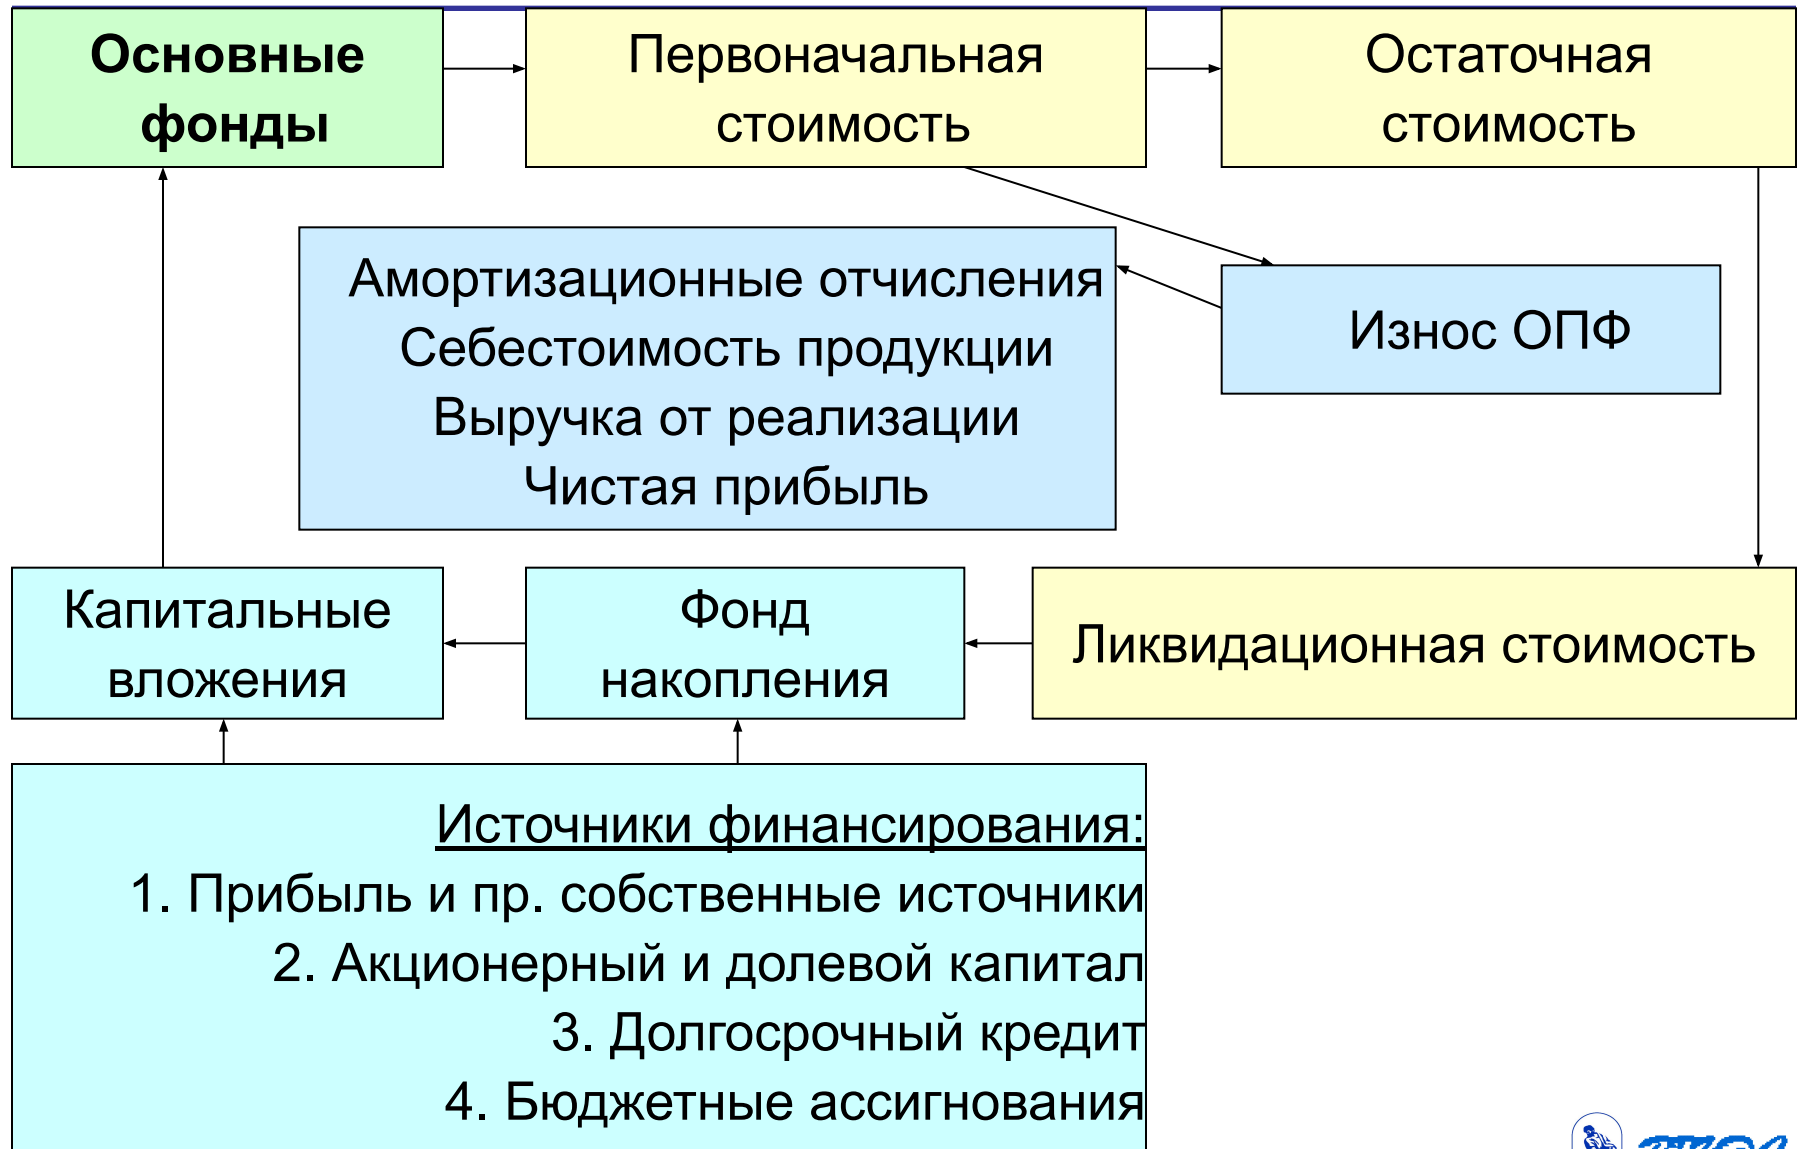 Основные
фонды
Первоначальная
стоимость
Остаточная
стоимость
Амортизационные отчисления
Себестоимость продукции
Выручка от реализации
Чистая прибыль
Износ ОПФ
Капитальные
вложения
Фонд
накопления
Ликвидационная стоимость
Источники финансирования:
1. Прибыль и пр. собственные источники
2. Акционерный и долевой капитал
3. Долгосрочный кредит
4. Бюджетные ассигнования